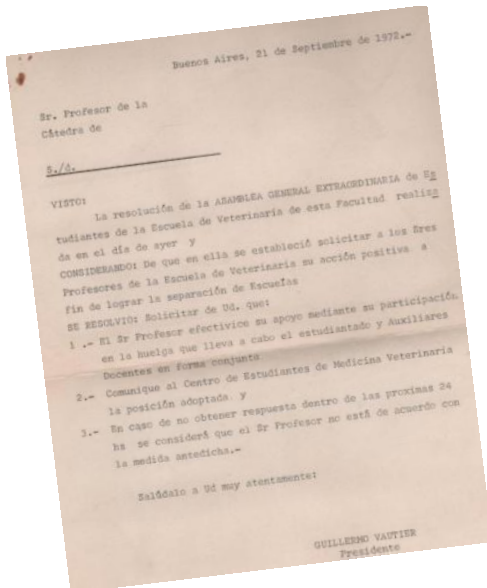 Buenos Aires, 21 de Septiembre de 1972.-
Sr. Profesor de la
Cátedra de
S./d.
VISTO:
La resolución de la ASAMBLEA GENERAL EXTRAORDINARIA de Es
tudiantes de la Escuela de Veterinaria de esta Facultad realiza
da en el día de ayer y
CONSIDERANDO: De que en ella se estableció solicitar a los Sres
Profesores de la Escuela de Veterinaria su acción positiva a
fin de lograr la separación de Escuelas
SE RESOLVIO: Solicitar de Ud. que:
1 .- El Sr Profesor efectivice su apoyo mediante su participación
en la huelga que lleva a cabo el estudiantado y Auxiliares
Docentes en forma conjunta
2.- Comunique al Centro de Estudiantes de Medicina Veterinaria
la posición adoptada y
3.- En caso de no obtener respuesta dentro de las proximas 24
hs se considerá que el Sr Profesor no está de acuerdo con
la medida antedicha.-
Salúdalo a Ud muy atentamente:
GUILLERMO VAUTIER
Presidente